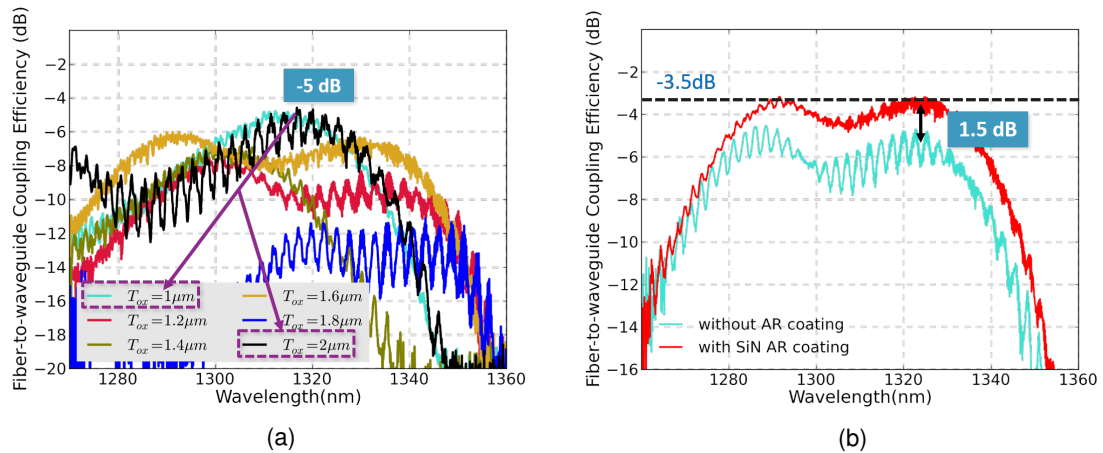 Fiber-to-waveguide Coupling Efficiency (dB)
−2
−4
−6
−8
−10
−12
−14
−16
−18
−20
-5 dB
T_ox=1μm
T_ox=1.2μm
T_ox=1.4μm
T_ox=1.6μm
T_ox=1.8μm
T_ox=2μm
1280 1300 1320 1340 1360
Wavelength(nm)
(a)
Fiber-to-waveguide Coupling Efficiency (dB)
−2
−4
−6
−8
−10
−12
−14
−16
-3.5dB
1.5 dB
without AR coating
with SiN AR coating
1280 1300 1320 1340 1360
Wavelength(nm)
(b)